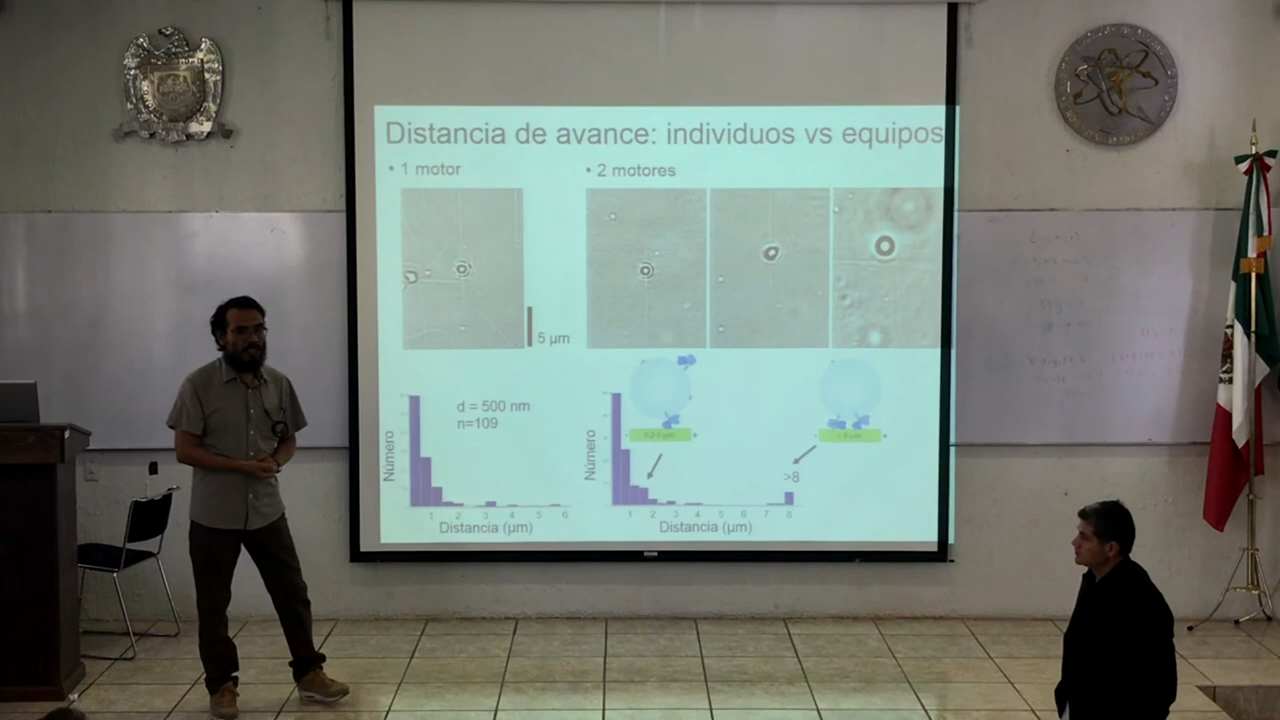 Distancia de avance: individuos vs equipos
• 1 motor
• 2 motores
5 µm
d = 500 nm
n=109
Número
1 2 3 4 5 6
Distancia (µm)
Número
>8
1 2 3 4 5 6 7 8
Distancia (µm)